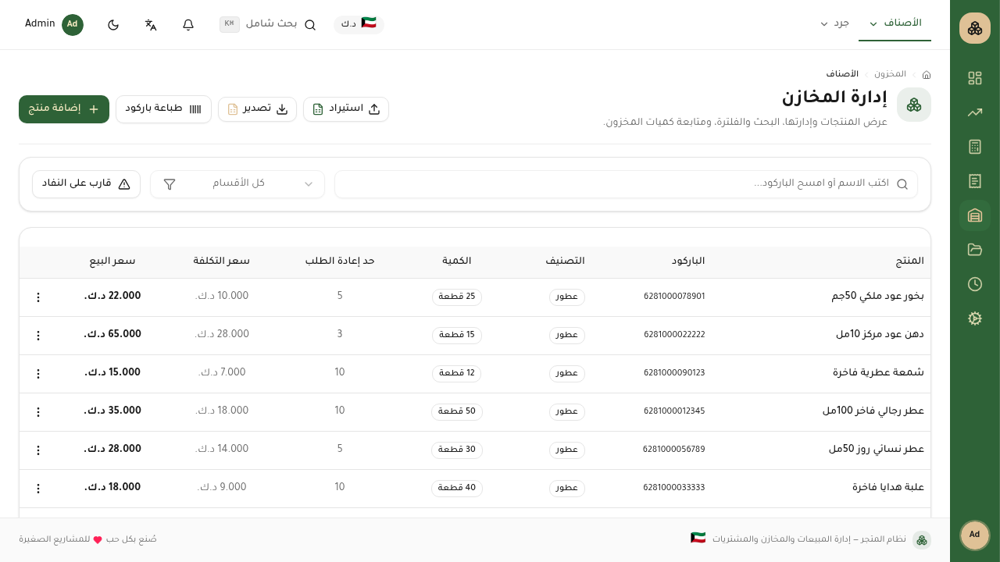 الأصناف
جرد
د.ك
بحث شامل
K⌘
Admin
Ad
المخزون
الأصناف
إدارة المخازن
عرض المنتجات وإدارتها، البحث والفلترة، ومتابعة كميات المخزون.
استيراد
تصدير
طباعة باركود
إضافة منتج
اكتب الاسم أو امسح الباركود...
كل الأقسام
قارب على النفاد
المنتج الباركود التصنيف الكمية حد إعادة الطلب سعر التكلفة سعر البيع
بخور عود ملكي 50جم 6281000078901 عطور 25 قطعة 5 10.000 د.ك. 22.000 د.ك.
دهن عود مركز 10مل 6281000022222 عطور 15 قطعة 3 28.000 د.ك. 65.000 د.ك.
شمعة عطرية فاخرة 6281000090123 عطور 12 قطعة 10 7.000 د.ك. 15.000 د.ك.
عطر رجالي فاخر 100مل 6281000012345 عطور 50 قطعة 10 18.000 د.ك. 35.000 د.ك.
عطر نسائي روز 50مل 6281000056789 عطور 30 قطعة 5 14.000 د.ك. 28.000 د.ك.
علبة هدايا فاخرة 6281000033333 عطور 40 قطعة 10 9.000 د.ك. 18.000 د.ك.
نظام المتجر — إدارة المبيعات والمخازن والمشتريات
صُنع بكل حب ♥ للمشاريع الصغيرة
Ad